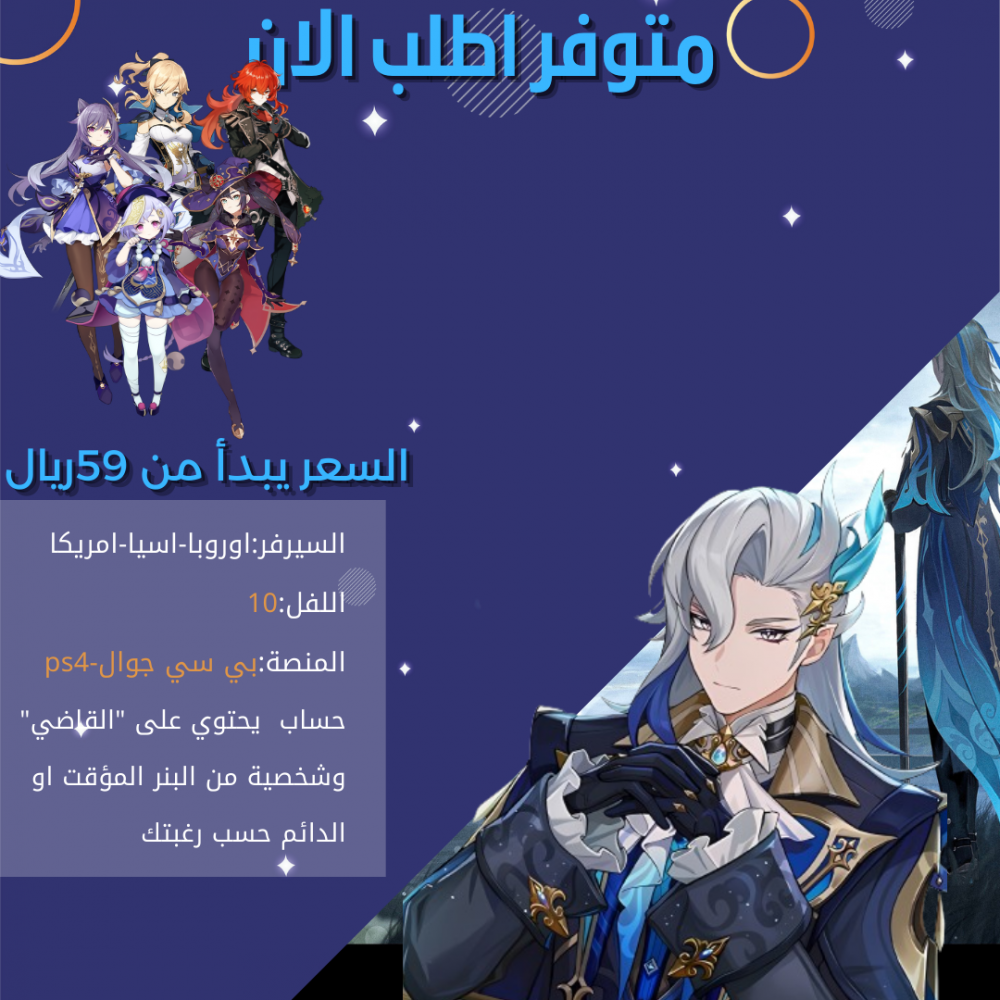 متوفر اطلب الان
السعر يبدأ من 59ريال
السيرفر:اوروبا-اسيا-امريكا
اللفل:10
المنصة:بي سي جوال-ps4
حساب يحتوي على "القاضي"
وشخصية من البنر المؤقت او
الدائم حسب رغبتك